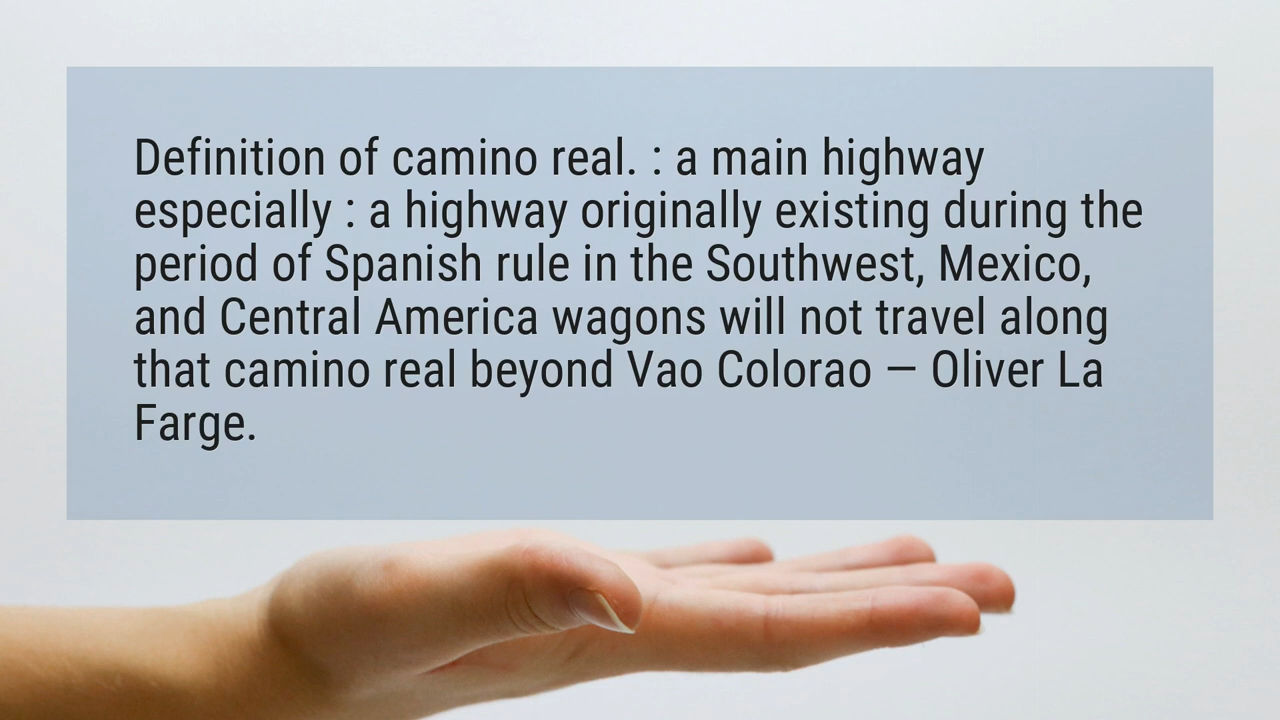 Definition of camino real. : a main highway
especially : a highway originally existing during the
period of Spanish rule in the Southwest, Mexico,
and Central America wagons will not travel along
that camino real beyond Vao Colorao — Oliver La
Farge.